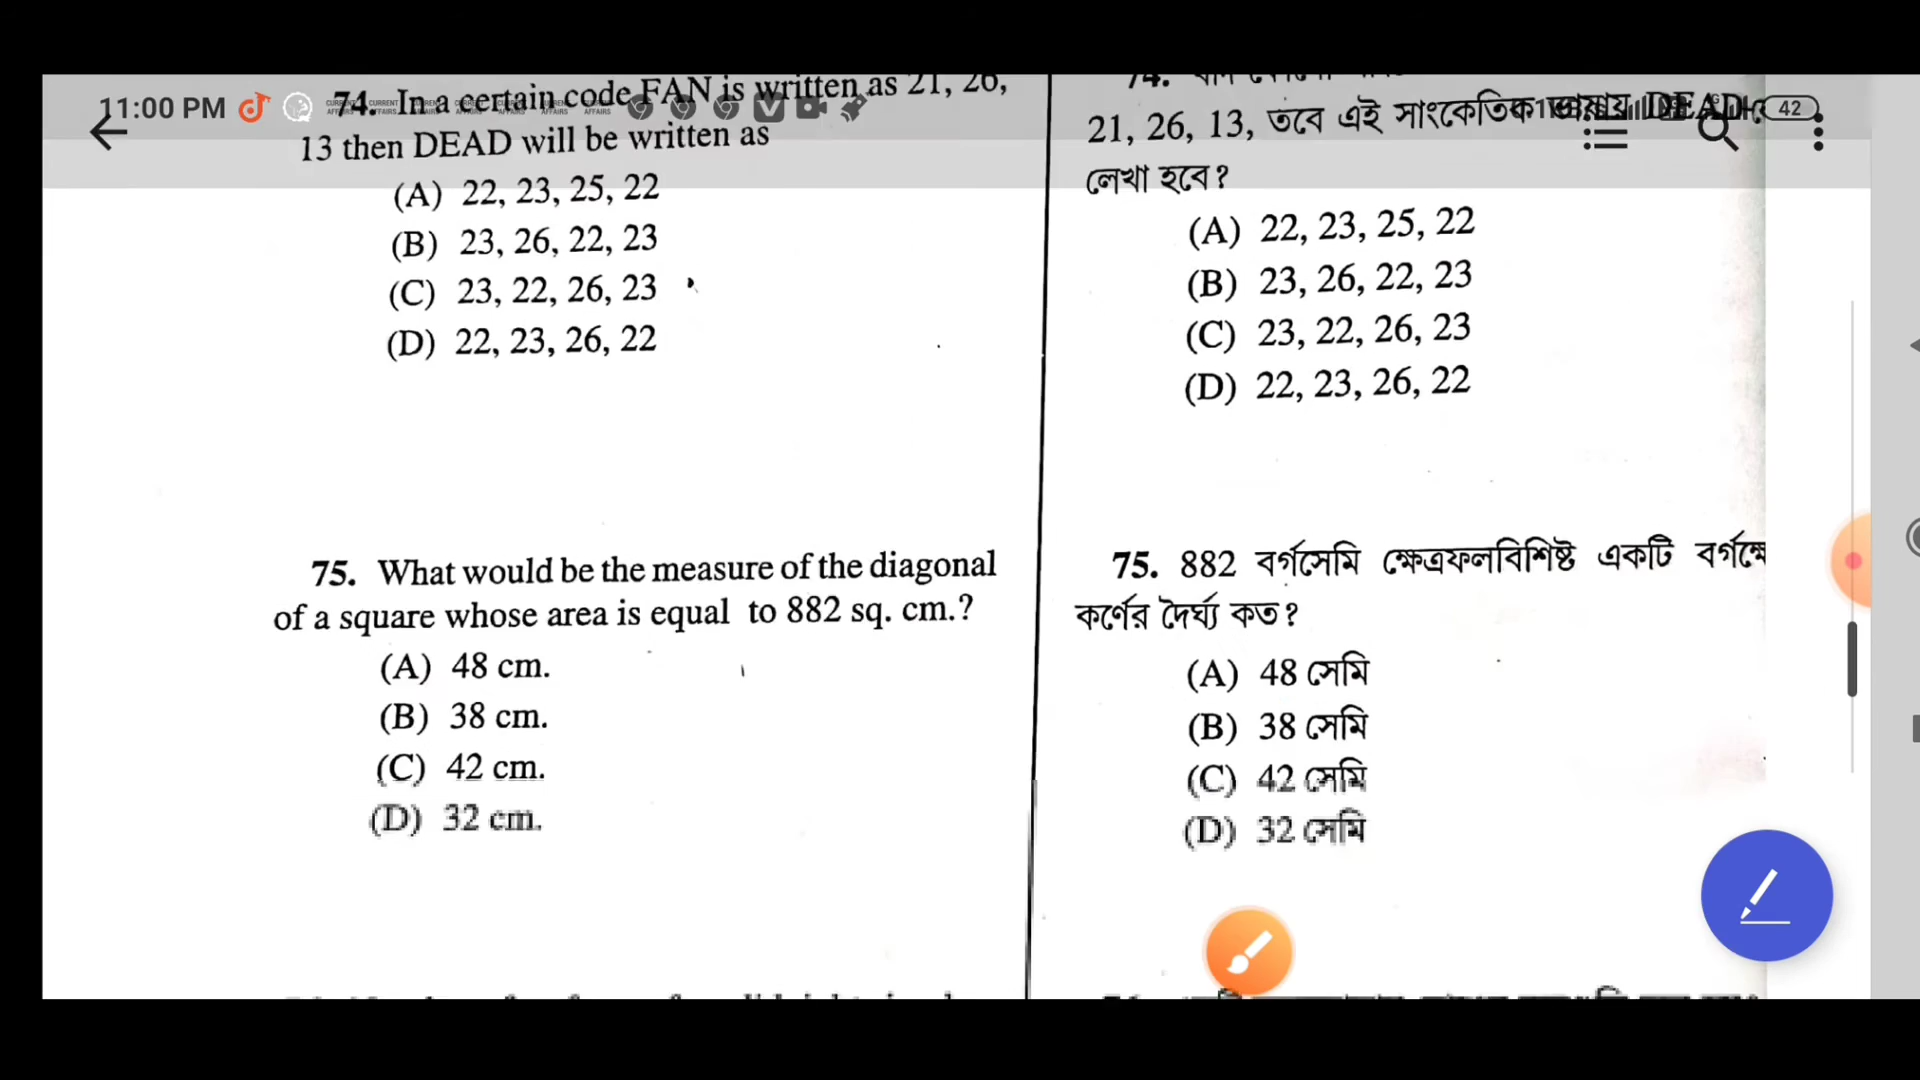 11:00 PM
42
74. In a certain code FAN is written as 21, 26,
13 then DEAD will be written as
(A) 22, 23, 25, 22
(B) 23, 26, 22, 23
(C) 23, 22, 26, 23
(D) 22, 23, 26, 22
75. What would be the measure of the diagonal
of a square whose area is equal to 882 sq. cm.?
(A) 48 cm.
(B) 38 cm.
(C) 42 cm.
(D) 32 cm.
74.
21, 26, 13, তবে এই সাংকেতিক ভাষায় DEAD
লেখা হবে?
(A) 22, 23, 25, 22
(B) 23, 26, 22, 23
(C) 23, 22, 26, 23
(D) 22, 23, 26, 22
75. 882 বর্গসেমি ক্ষেত্রফলবিশিষ্ট একটি
কর্ণের দৈর্ঘ্য কত?
(A) 48 সেমি
(B) 38 সেমি
(C) 42 সেমি
(D) 32 সেমি